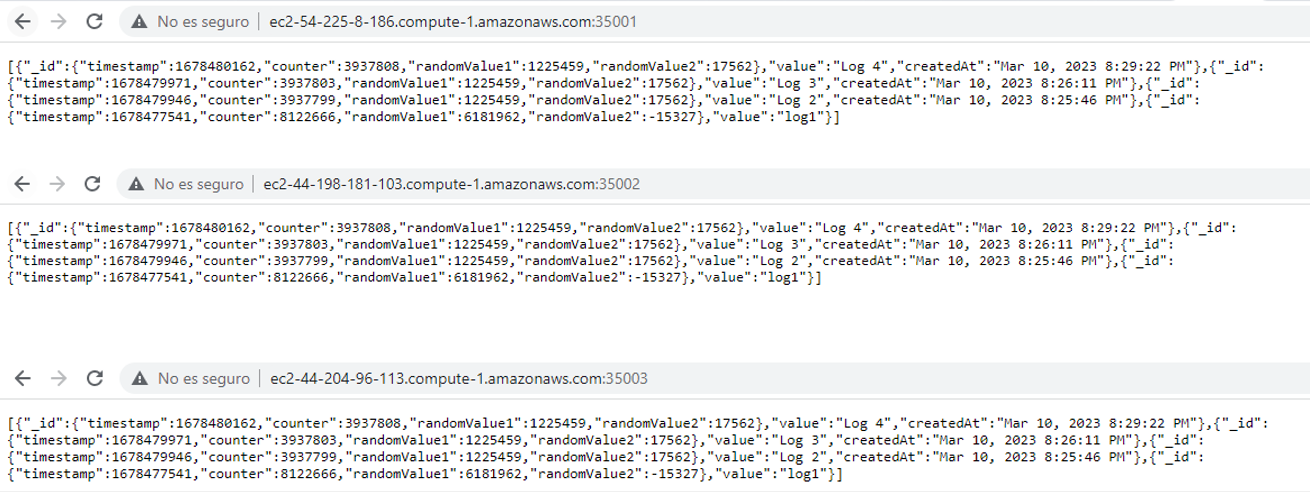 No es seguro | ec2-54-225-8-186.compute-1.amazonaws.com:35001
[{"_id":{"timestamp":1678480162,"counter":3937808,"randomValue1":1225459,"randomValue2":17562},"value":"Log 4","createdAt":"Mar 10, 2023 8:29:22 PM"},{"_id":
{"timestamp":1678479971,"counter":3937803,"randomValue1":1225459,"randomValue2":17562},"value":"Log 3","createdAt":"Mar 10, 2023 8:26:11 PM"},{"_id":
{"timestamp":1678479946,"counter":3937799,"randomValue1":1225459,"randomValue2":17562},"value":"Log 2","createdAt":"Mar 10, 2023 8:25:46 PM"},{"_id":
{"timestamp":1678477541,"counter":8122666,"randomValue1":6181962,"randomValue2":-15327},"value":"log1"}]
No es seguro | ec2-44-198-181-103.compute-1.amazonaws.com:35002
[{"_id":{"timestamp":1678480162,"counter":3937808,"randomValue1":1225459,"randomValue2":17562},"value":"Log 4","createdAt":"Mar 10, 2023 8:29:22 PM"},{"_id":
{"timestamp":1678479971,"counter":3937803,"randomValue1":1225459,"randomValue2":17562},"value":"Log 3","createdAt":"Mar 10, 2023 8:26:11 PM"},{"_id":
{"timestamp":1678479946,"counter":3937799,"randomValue1":1225459,"randomValue2":17562},"value":"Log 2","createdAt":"Mar 10, 2023 8:25:46 PM"},{"_id":
{"timestamp":1678477541,"counter":8122666,"randomValue1":6181962,"randomValue2":-15327},"value":"log1"}]
No es seguro | ec2-44-204-96-113.compute-1.amazonaws.com:35003
[{"_id":{"timestamp":1678480162,"counter":3937808,"randomValue1":1225459,"randomValue2":17562},"value":"Log 4","createdAt":"Mar 10, 2023 8:29:22 PM"},{"_id":
{"timestamp":1678479971,"counter":3937803,"randomValue1":1225459,"randomValue2":17562},"value":"Log 3","createdAt":"Mar 10, 2023 8:26:11 PM"},{"_id":
{"timestamp":1678479946,"counter":3937799,"randomValue1":1225459,"randomValue2":17562},"value":"Log 2","createdAt":"Mar 10, 2023 8:25:46 PM"},{"_id":
{"timestamp":1678477541,"counter":8122666,"randomValue1":6181962,"randomValue2":-15327},"value":"log1"}]